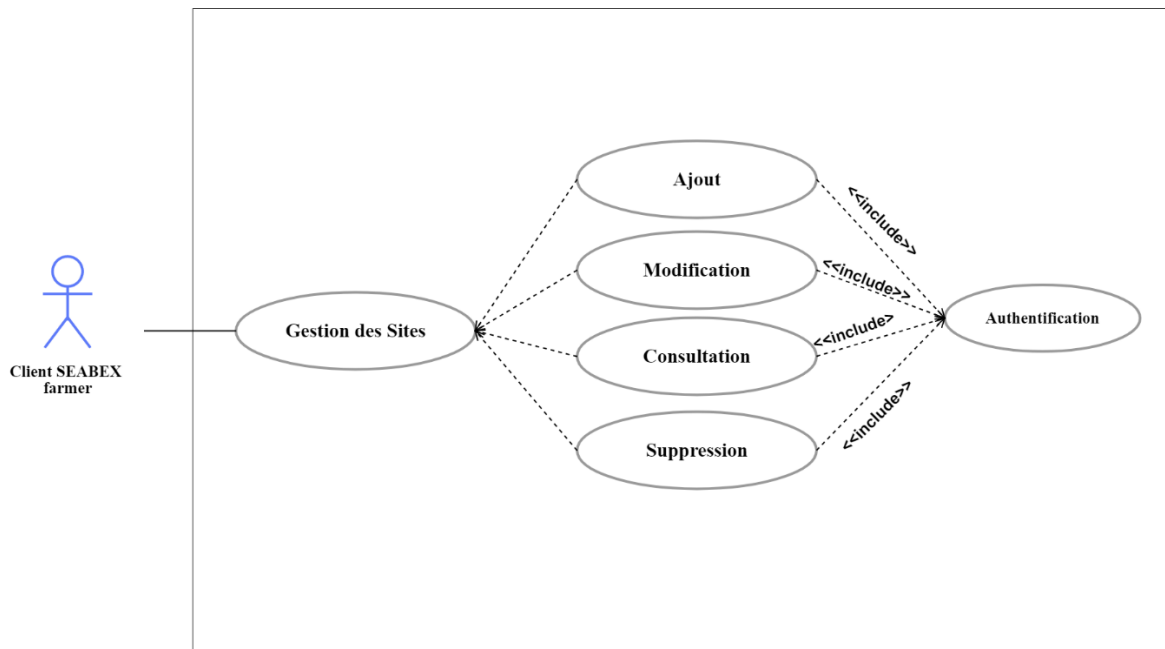 Ajout
<<include>>
Modification
<<include>>
Client SEABEX
farmer
Gestion des Sites
Authentification
Consultation
<<include>
Suppression
<<include>>